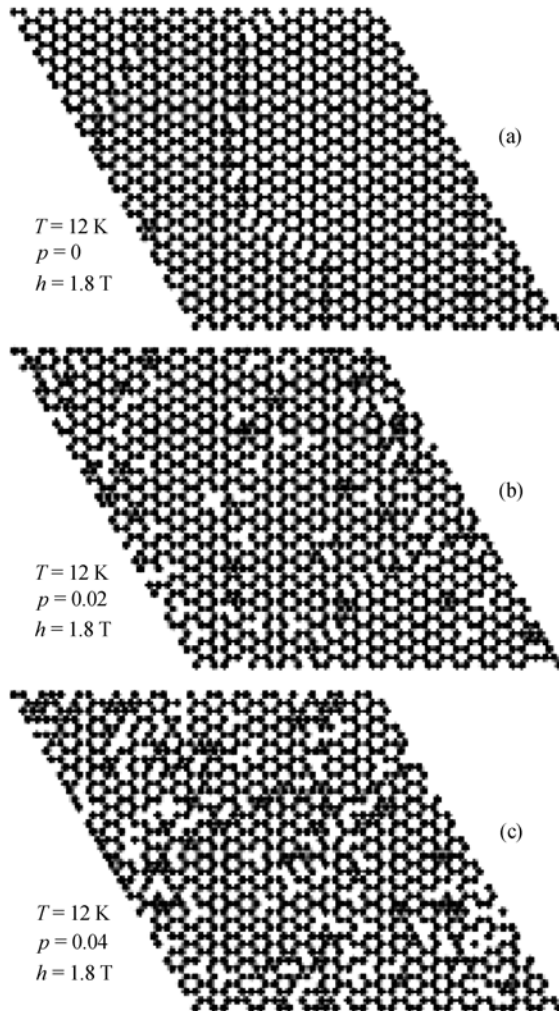 (a)
T = 12 K
p = 0
h = 1.8 T
(b)
T = 12 K
p = 0.02
h = 1.8 T
(c)
T = 12 K
p = 0.04
h = 1.8 T